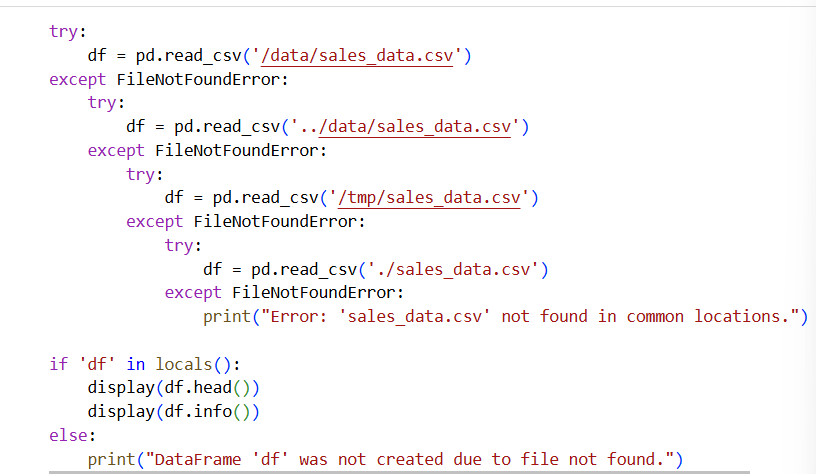 try:
    df = pd.read_csv('/data/sales_data.csv')
except FileNotFoundError:
    try:
        df = pd.read_csv('../data/sales_data.csv')
    except FileNotFoundError:
        try:
            df = pd.read_csv('/tmp/sales_data.csv')
        except FileNotFoundError:
            try:
                df = pd.read_csv('./sales_data.csv')
            except FileNotFoundError:
                print("Error: 'sales_data.csv' not found in common locations.")

if 'df' in locals():
    display(df.head())
    display(df.info())
else:
    print("DataFrame 'df' was not created due to file not found.")